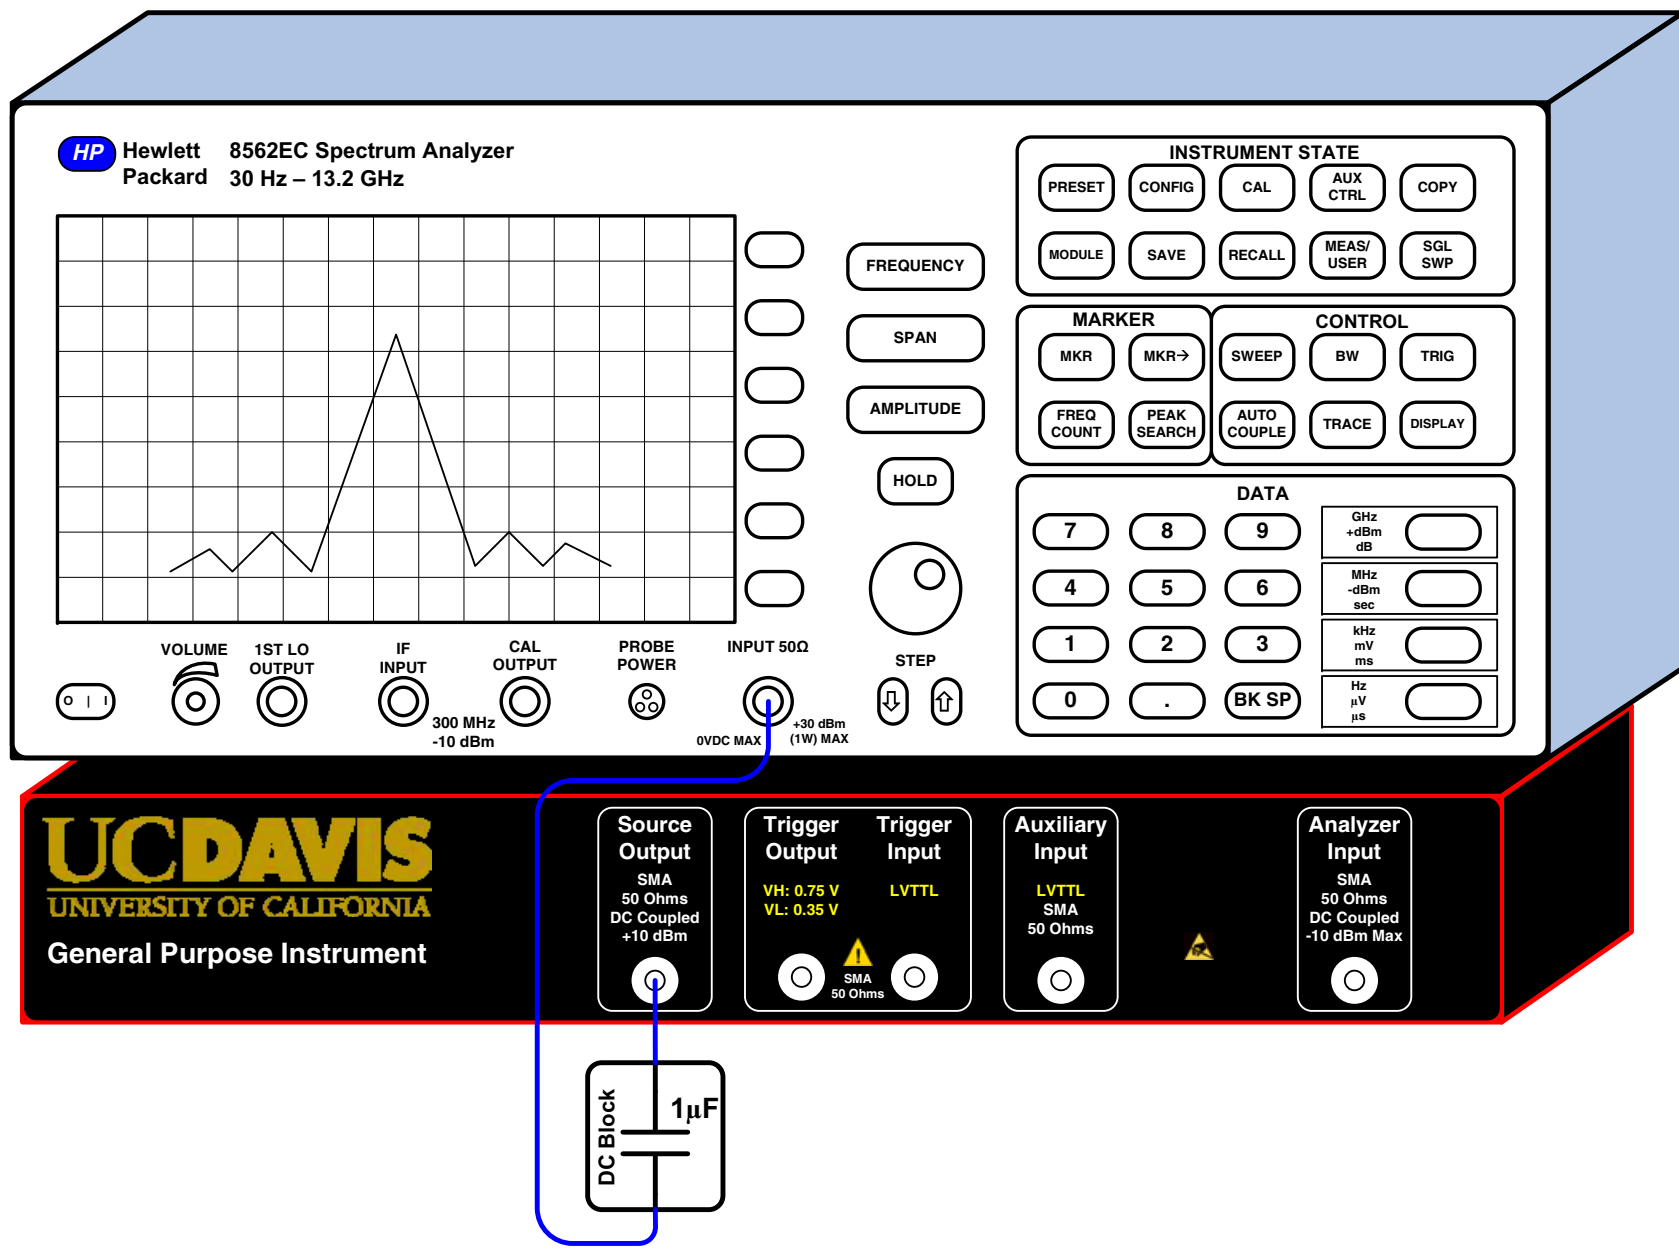 HP Hewlett Packard
8562EC Spectrum Analyzer
30 Hz – 13.2 GHz
INSTRUMENT STATE
PRESET
CONFIG
CAL
AUX
CTRL
COPY
MODULE
SAVE
RECALL
MEAS/
USER
SGL
SWP
FREQUENCY
SPAN
AMPLITUDE
HOLD
MARKER
MKR
MKR→
FREQ
COUNT
PEAK
SEARCH
CONTROL
SWEEP
BW
TRIG
AUTO
COUPLE
TRACE
DISPLAY
DATA
7
8
9
GHz
+dBm
dB
4
5
6
MHz
-dBm
sec
1
2
3
kHz
mV
ms
0
.
BK SP
Hz
µV
µs
STEP
O | I
VOLUME
1ST LO
OUTPUT
IF
INPUT
300 MHz
-10 dBm
CAL
OUTPUT
PROBE
POWER
INPUT 50Ω
0VDC MAX
+30 dBm
(1W) MAX
UCDAVIS
UNIVERSITY OF CALIFORNIA
General Purpose Instrument
Source
Output
SMA
50 Ohms
DC Coupled
+10 dBm
Trigger
Output
VH: 0.75 V
VL: 0.35 V
Trigger
Input
LVTTL
SMA
50 Ohms
Auxiliary
Input
LVTTL
SMA
50 Ohms
Analyzer
Input
SMA
50 Ohms
DC Coupled
-10 dBm Max
DC Block
1µF